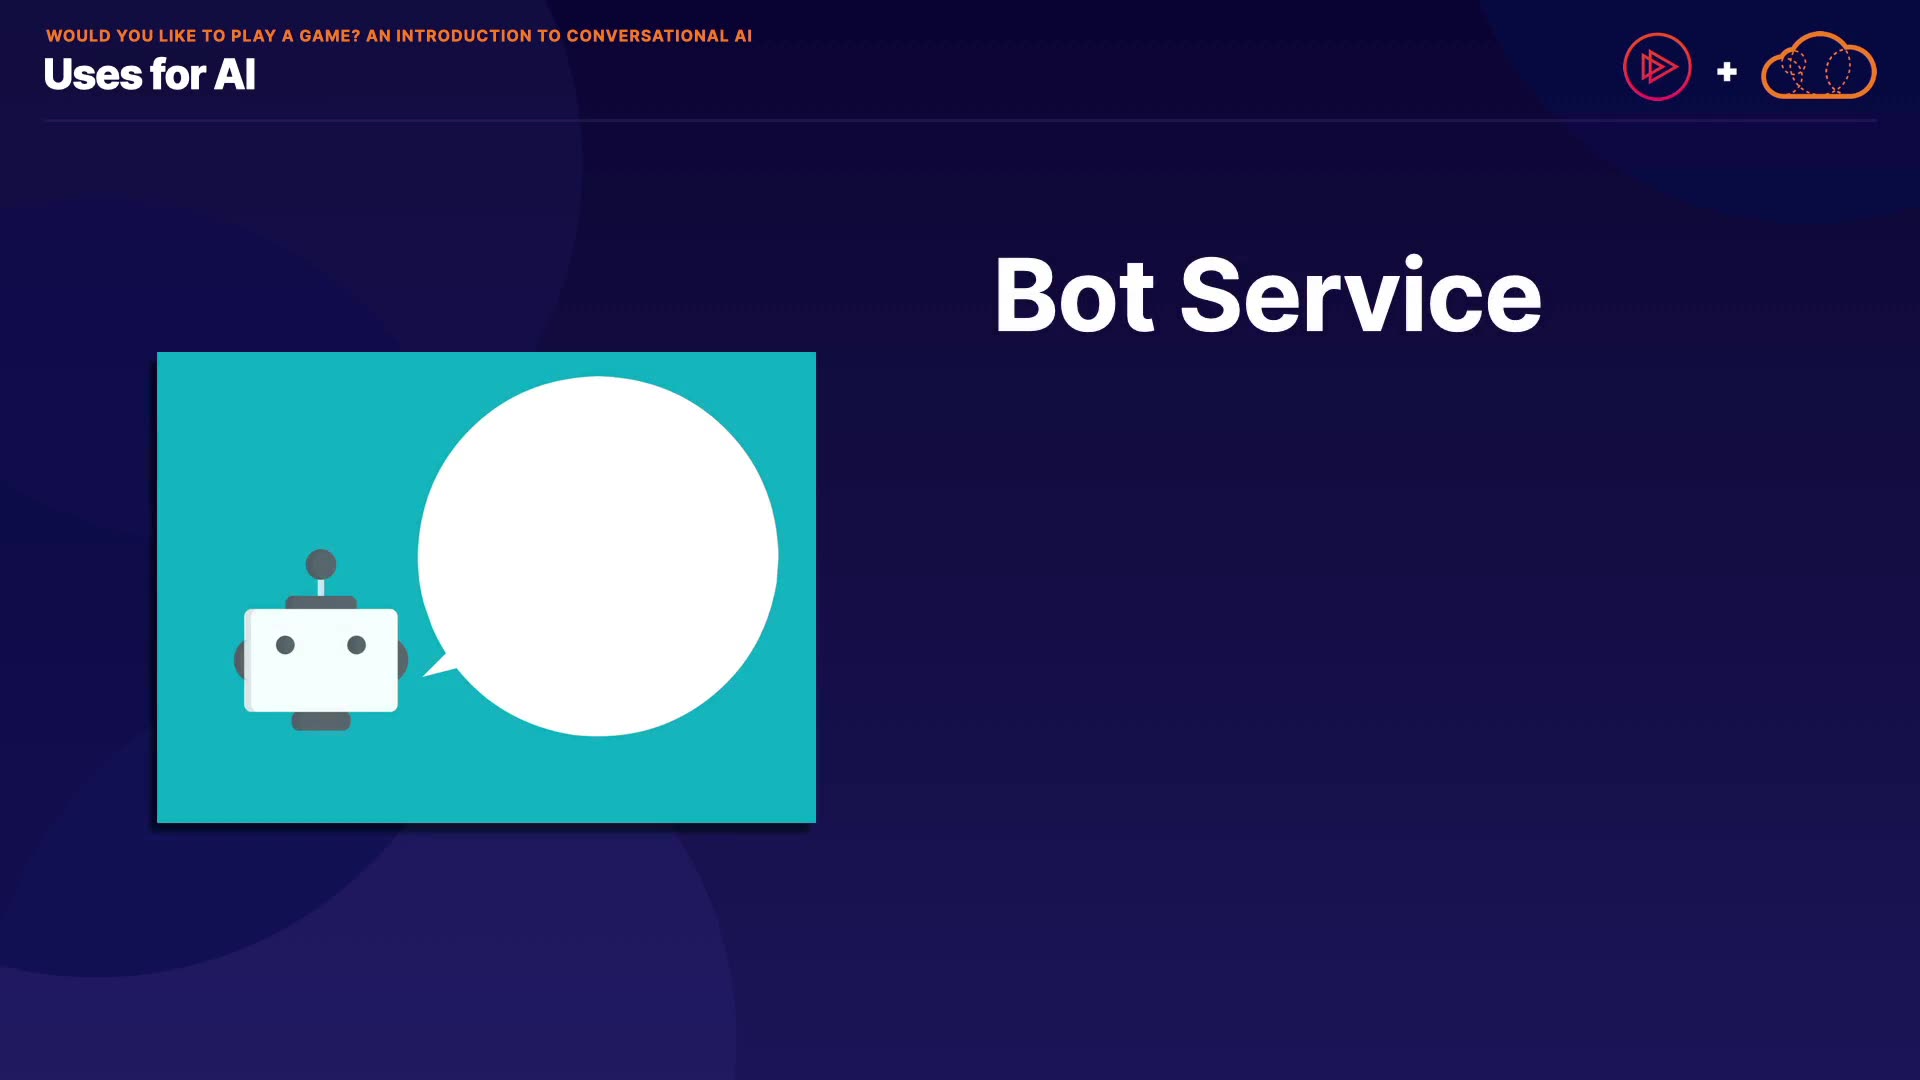 WOULD YOU LIKE TO PLAY A GAME? AN INTRODUCTION TO CONVERSATIONAL AI
Uses for AI
Bot Service